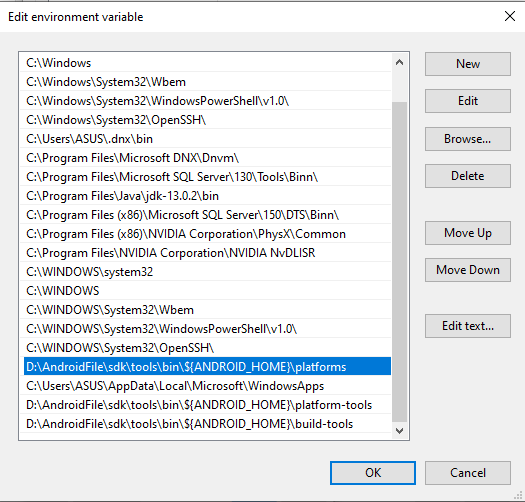 Edit environment variable
C:\Windows
C:\Windows\System32\Wbem
C:\Windows\System32\WindowsPowerShell\v1.0\
C:\Windows\System32\OpenSSH\
C:\Users\ASUS\.dnx\bin
C:\Program Files\Microsoft DNX\Dnvm\
C:\Program Files\Microsoft SQL Server\130\Tools\Binn\
C:\Program Files\Java\jdk-13.0.2\bin
C:\Program Files (x86)\Microsoft SQL Server\150\DTS\Binn\
C:\Program Files (x86)\NVIDIA Corporation\PhysX\Common
C:\Program Files\NVIDIA Corporation\NVIDIA NvDLISR
C:\WINDOWS\system32
C:\WINDOWS
C:\WINDOWS\System32\Wbem
C:\WINDOWS\System32\WindowsPowerShell\v1.0\
C:\WINDOWS\System32\OpenSSH\
D:\AndroidFile\sdk\tools\bin\${ANDROID_HOME}\platforms
C:\Users\ASUS\AppData\Local\Microsoft\WindowsApps
D:\AndroidFile\sdk\tools\bin\${ANDROID_HOME}\platform-tools
D:\AndroidFile\sdk\tools\bin\${ANDROID_HOME}\build-tools
New
Edit
Browse...
Delete
Move Up
Move Down
Edit text...
OK
Cancel